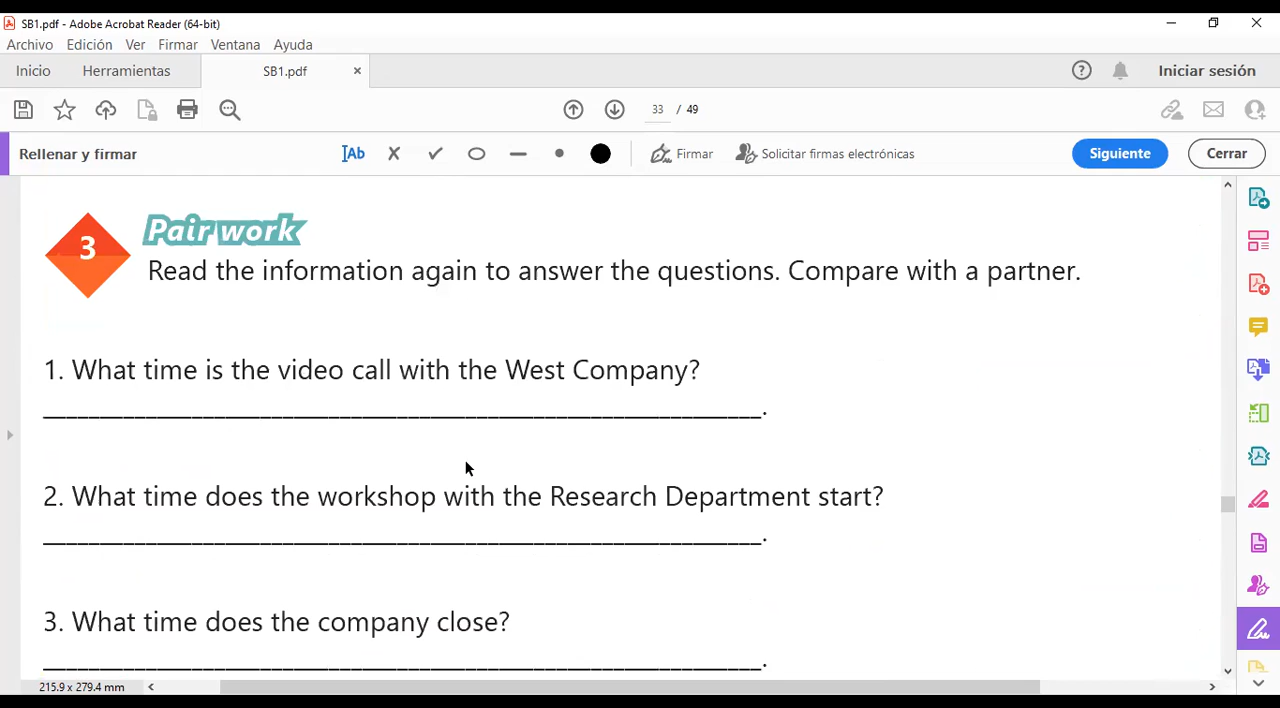 SB1.pdf - Adobe Acrobat Reader (64-bit)
Archivo Edición Ver Firmar Ventana Ayuda
Inicio Herramientas SB1.pdf × Iniciar sesión
33 / 49
Rellenar y firmar Ab Firmar Solicitar firmas electrónicas Siguiente Cerrar
3 Pair work
Read the information again to answer the questions. Compare with a partner.
1. What time is the video call with the West Company?
_______________________________________________.
2. What time does the workshop with the Research Department start?
_______________________________________________.
3. What time does the company close?
_______________________________________________.
215.9 x 279.4 mm